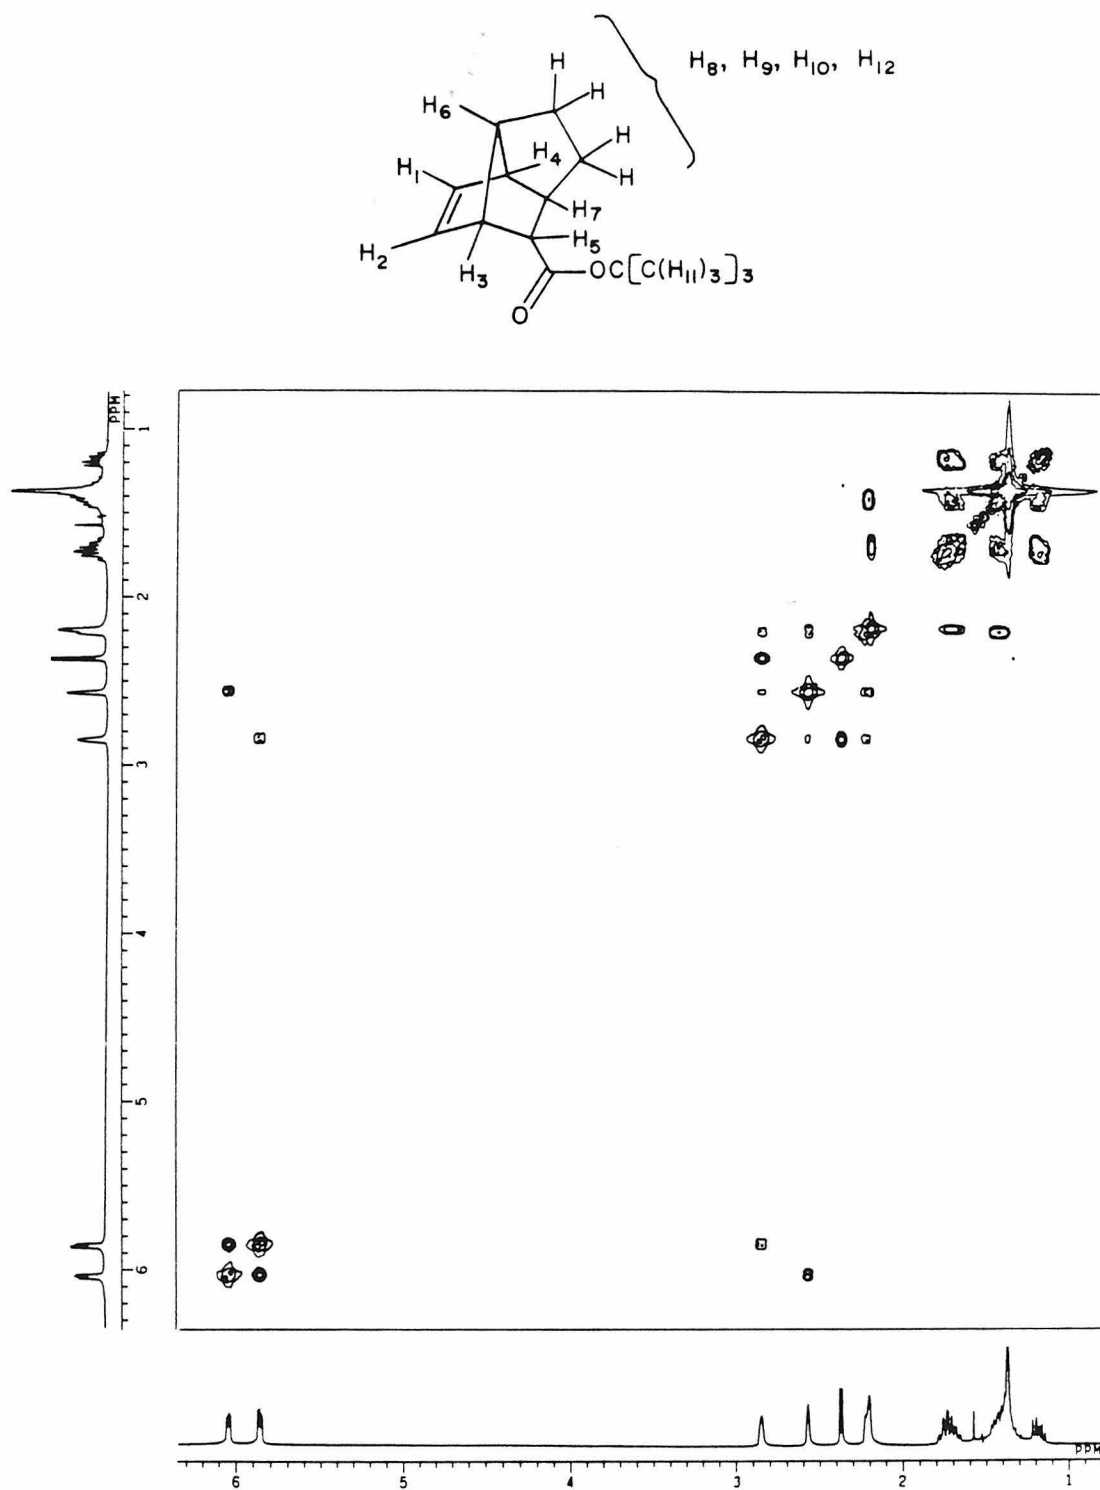 H
H₈, H₉, H₁₀, H₁₂
H
H₆
H
H₄
H₁
H
H₇
H₅
H₂
H₃
OC[C(H₁₁)₃]₃
O
PPM
1
2
3
4
5
6
PPM
6
5
4
3
2
1